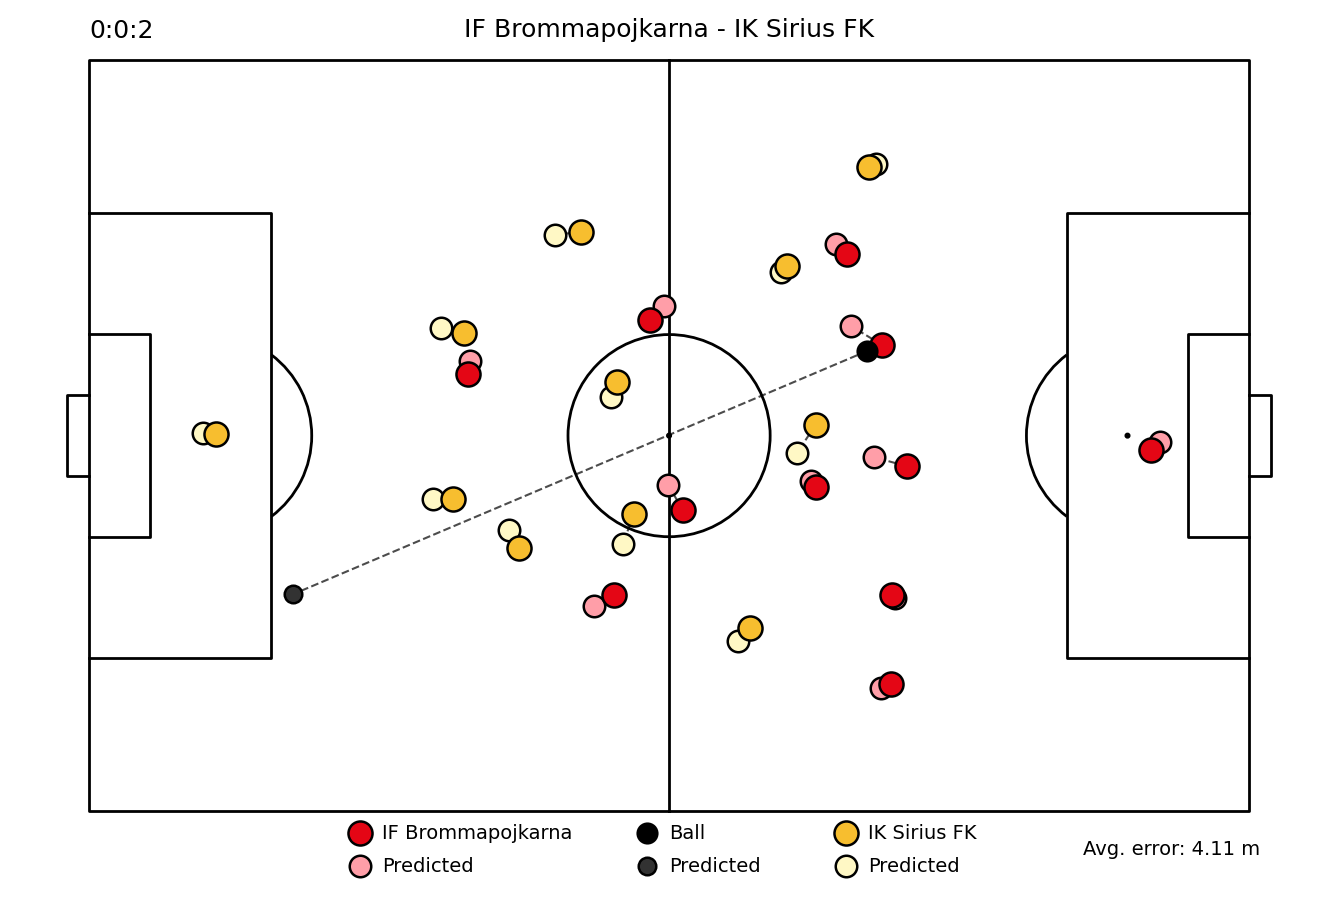 0:0:2
IF Brommapojkarna - IK Sirius FK
IF Brommapojkarna
Ball
IK Sirius FK
Predicted
Predicted
Predicted
Avg. error: 4.11 m